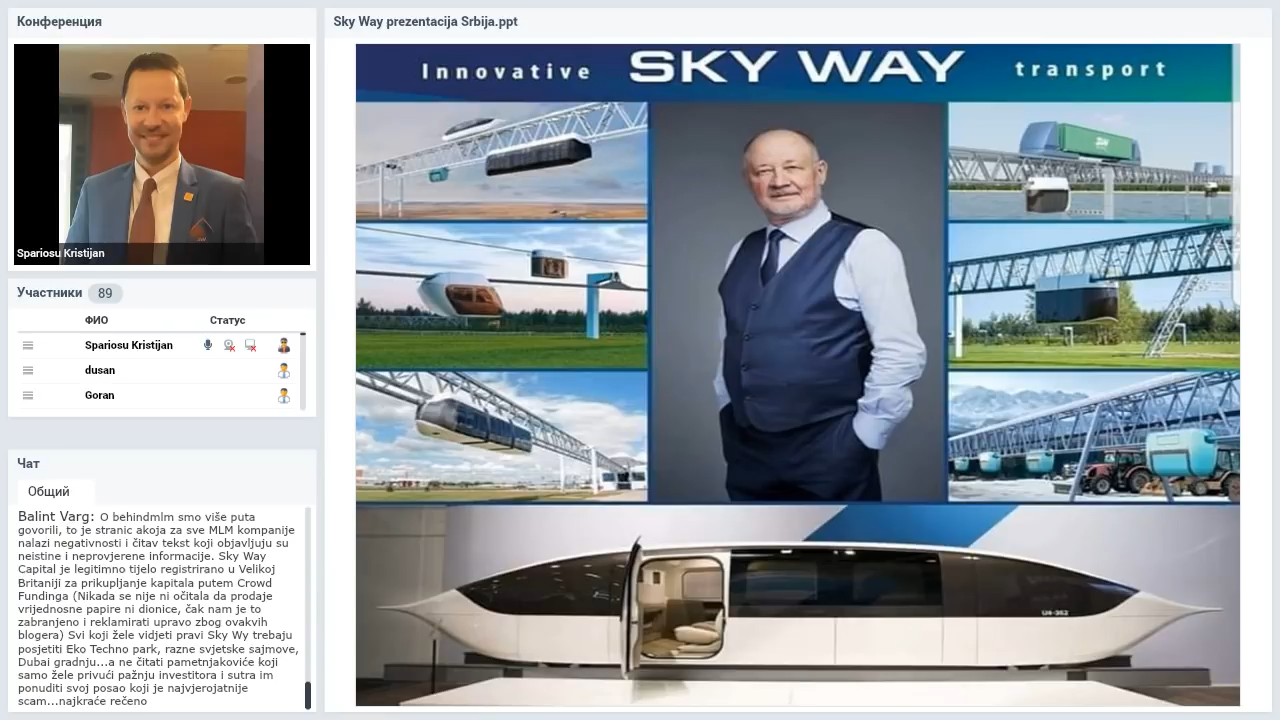 Конференция
Spariosu Kristijan
Участники 89
ФИО Статус
Spariosu Kristijan
dusan
Goran
Чат
Общий
Balint Varg: O behindmlm smo više puta
govorili, to je stranic akoja za sve MLM kompanije
nalazi negativnosti i čitav tekst koji objavljuju su
neistine i neprovjerene informacije. Sky Way
Capital je legitimno tijelo registrirano u Velikoj
Britaniji za prikupljanje kapitala putem Crowd
Fundinga (Nikada se nije ni očitala da prodaje
vrijednosne papire ni dionice, čak nam je to
zabranjeno i reklamirati upravo zbog ovakvih
blogera) Svi koji žele vidjeti pravi Sky Wy trebaju
posjetiti Eko Techno park, razne svjetske sajmove,
Dubai gradnju...a ne čitati pametnjakoviće koji
samo žele privući pažnju investitora i sutra im
ponuditi svoj posao koji je najvjerojatnije
scam...najkraće rečeno
Sky Way prezentacija Srbija.ppt
Innovative SKY WAY transport
U4-362